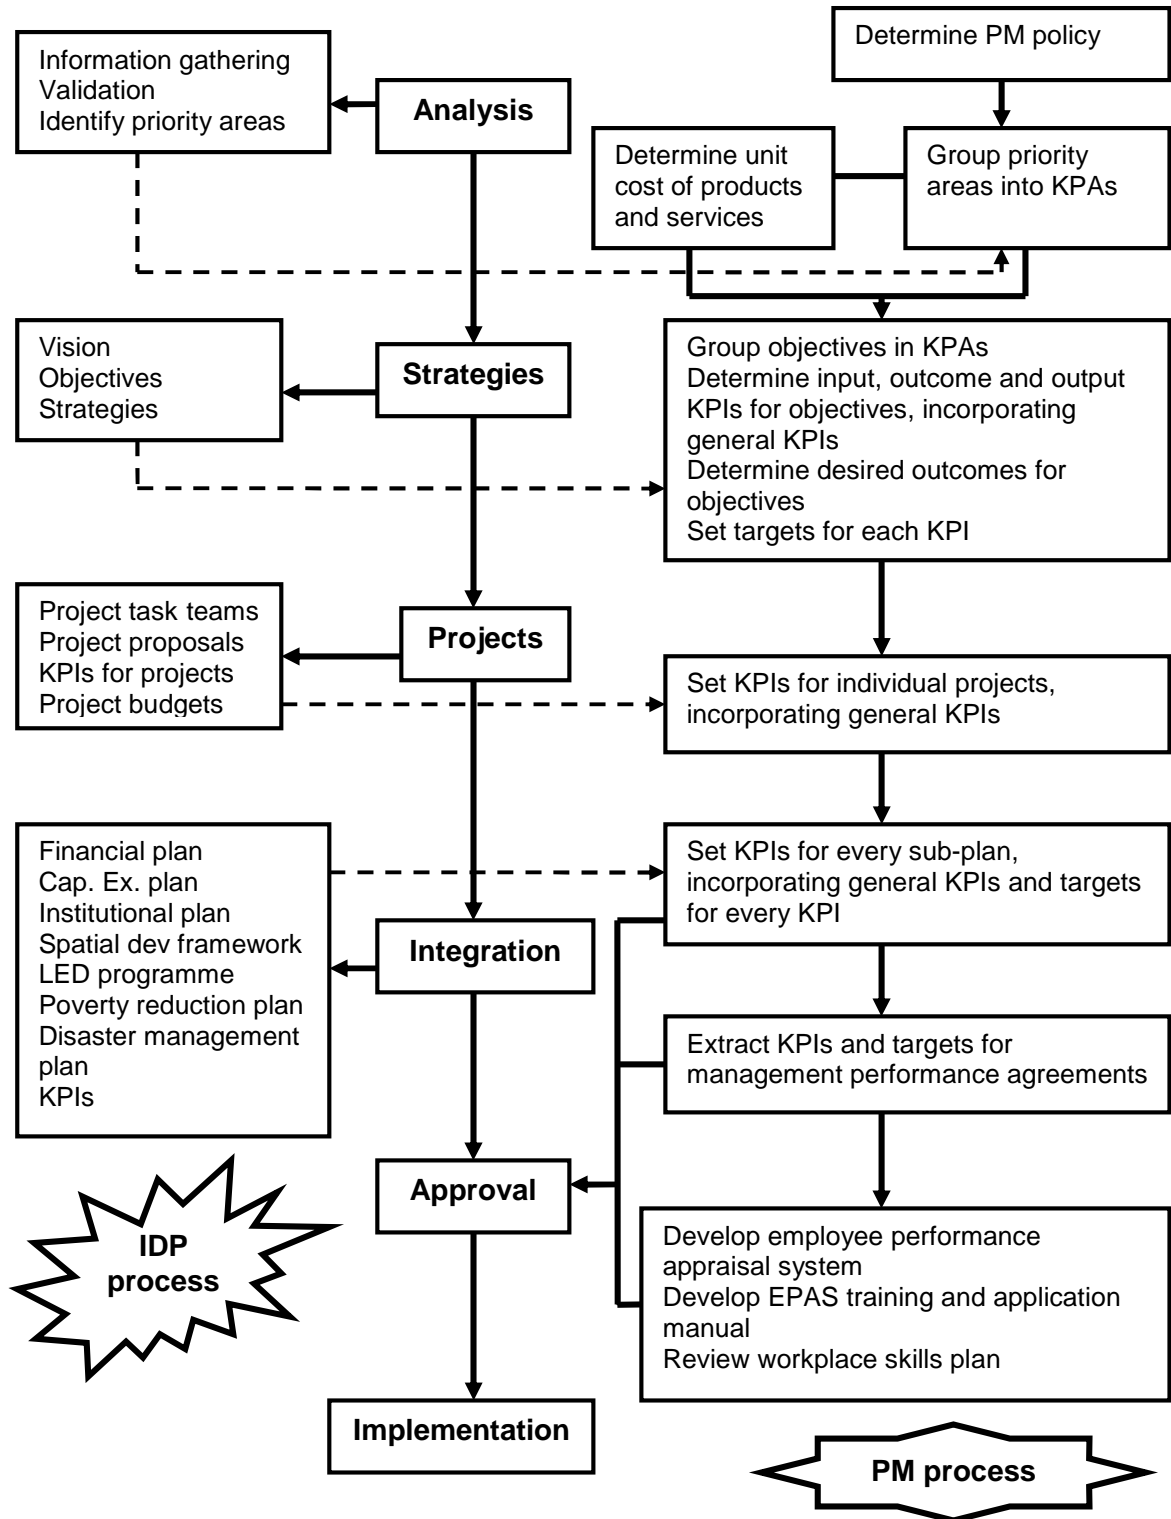 Determine PM policy
Information gathering
Validation
Identify priority areas
Analysis
Determine unit
cost of products
and services
Group priority
areas into KPAs
Vision
Objectives
Strategies
Strategies
Group objectives in KPAs
Determine input, outcome and output
KPIs for objectives, incorporating
general KPIs
Determine desired outcomes for
objectives
Set targets for each KPI
Project task teams
Project proposals
KPIs for projects
Project budgets
Projects
Set KPIs for individual projects,
incorporating general KPIs
Financial plan
Cap. Ex. plan
Institutional plan
Spatial dev framework
LED programme
Poverty reduction plan
Disaster management
plan
KPIs
Integration
Set KPIs for every sub-plan,
incorporating general KPIs and targets
for every KPI
Extract KPIs and targets for
management performance agreements
IDP
process
Approval
Develop employee performance
appraisal system
Develop EPAS training and application
manual
Review workplace skills plan
Implementation
PM process